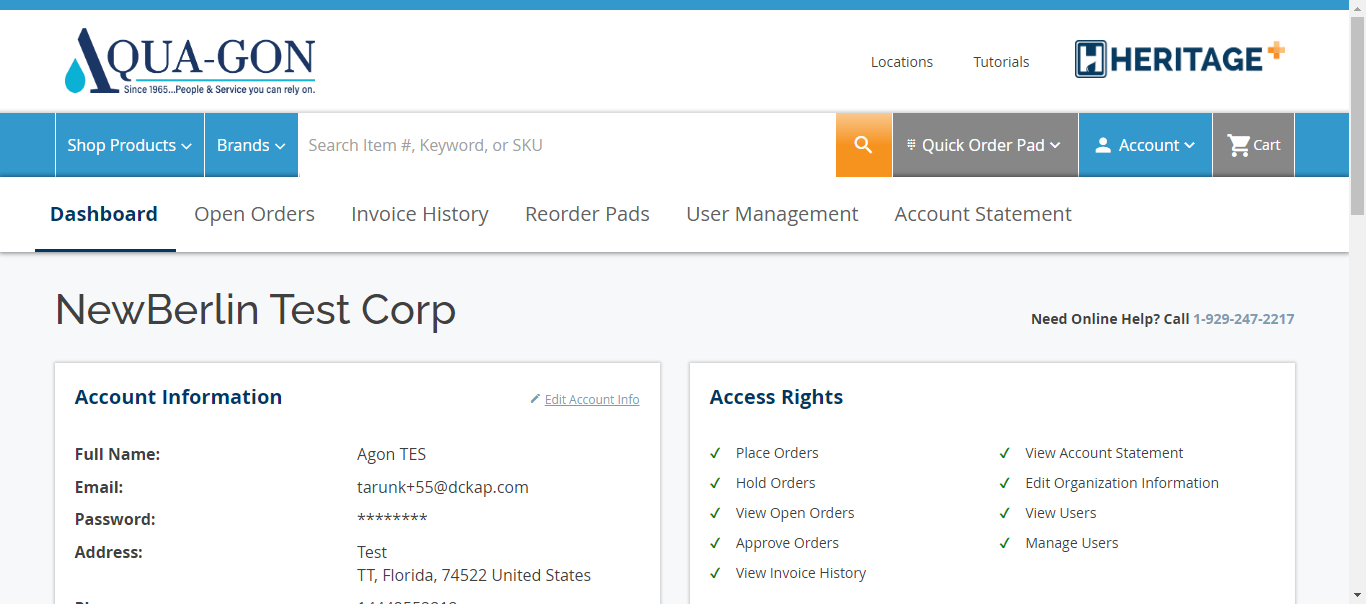 AQUA-GON
Since 1965...People & Service you can rely on.
Locations
Tutorials
HERITAGE+
Shop Products
Brands
Search Item #, Keyword, or SKU
Quick Order Pad
Account
Cart
Dashboard
Open Orders
Invoice History
Reorder Pads
User Management
Account Statement
NewBerlin Test Corp
Need Online Help? Call 1-929-247-2217
Account Information
Edit Account Info
Full Name: Agon TES
Email: tarunk+55@dckap.com
Password: ********
Address: Test
TT, Florida, 74522 United States
Access Rights
Place Orders
Hold Orders
View Open Orders
Approve Orders
View Invoice History
View Account Statement
Edit Organization Information
View Users
Manage Users